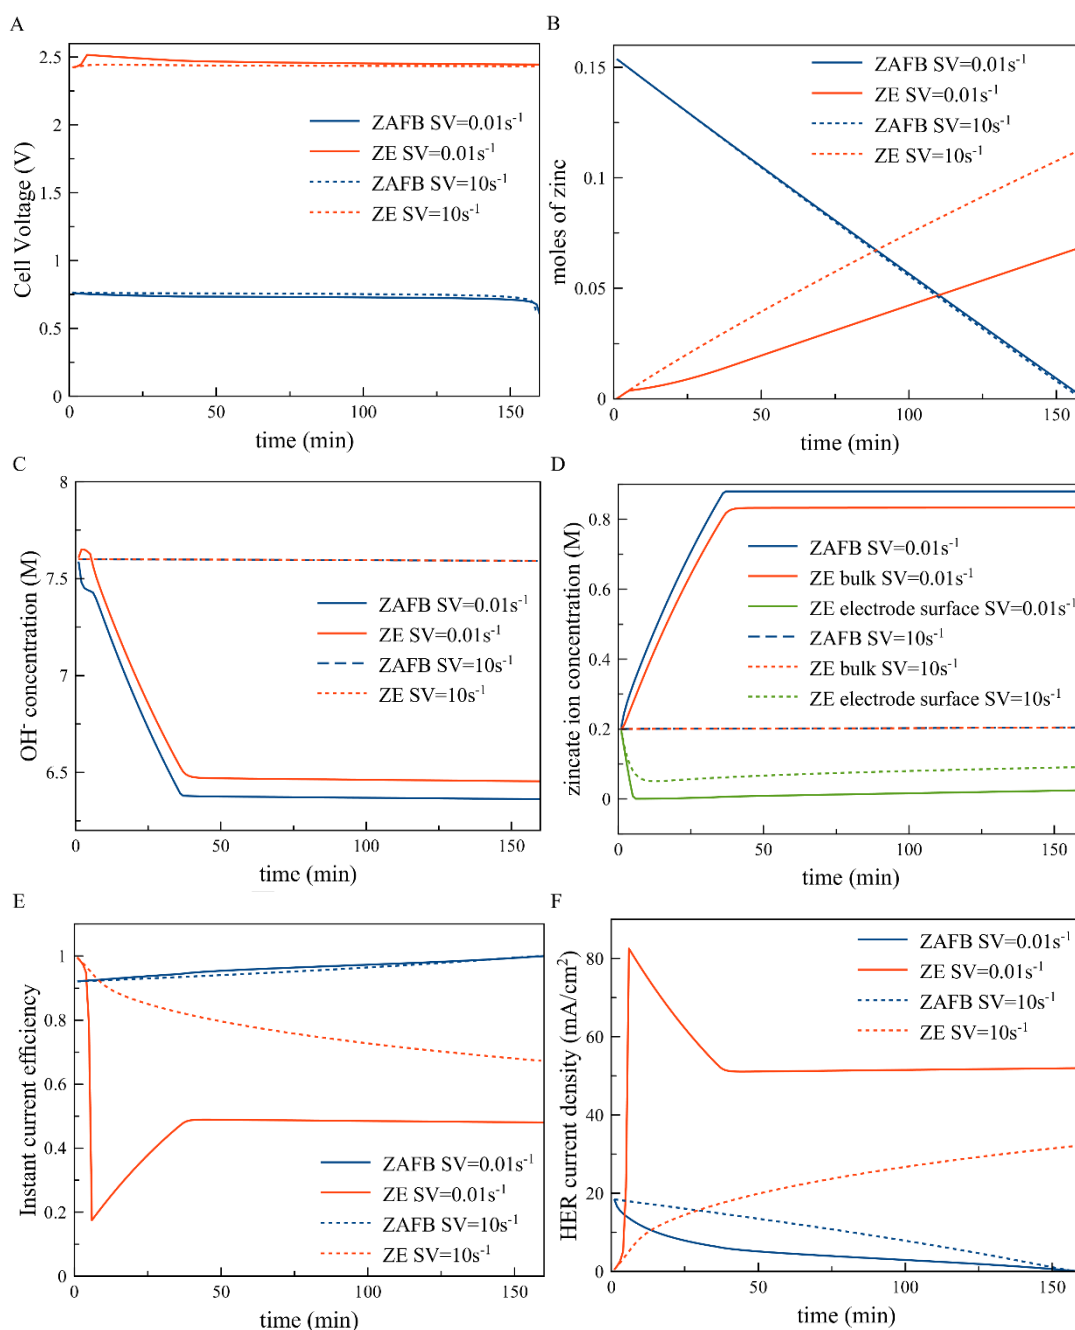 A
Cell Voltage (V)
2.5
2
1.5
1
0.5
0
0
50
100
150
time (min)
ZAFB SV=0.01s⁻¹
ZE SV=0.01s⁻¹
ZAFB SV=10s⁻¹
ZE SV=10s⁻¹
B
moles of zinc
0.15
0.1
0.05
0
0
50
100
150
time (min)
ZAFB SV=0.01s⁻¹
ZE SV=0.01s⁻¹
ZAFB SV=10s⁻¹
ZE SV=10s⁻¹
C
OH⁻ concentration (M)
8
7.5
7
6.5
0
50
100
150
time (min)
ZAFB SV=0.01s⁻¹
ZE SV=0.01s⁻¹
ZAFB SV=10s⁻¹
ZE SV=10s⁻¹
D
zincate ion concentration (M)
0.8
0.6
0.4
0.2
0
0
50
100
150
time (min)
ZAFB SV=0.01s⁻¹
ZE bulk SV=0.01s⁻¹
ZE electrode surface SV=0.01s⁻¹
ZAFB SV=10s⁻¹
ZE bulk SV=10s⁻¹
ZE electrode surface SV=10s⁻¹
E
Instant current efficiency
1
0.8
0.6
0.4
0.2
0
0
50
100
150
time (min)
ZAFB SV=0.01s⁻¹
ZE SV=0.01s⁻¹
ZAFB SV=10s⁻¹
ZE SV=10s⁻¹
F
HER current density (mA/cm²)
80
60
40
20
0
0
50
100
150
time (min)
ZAFB SV=0.01s⁻¹
ZE SV=0.01s⁻¹
ZAFB SV=10s⁻¹
ZE SV=10s⁻¹